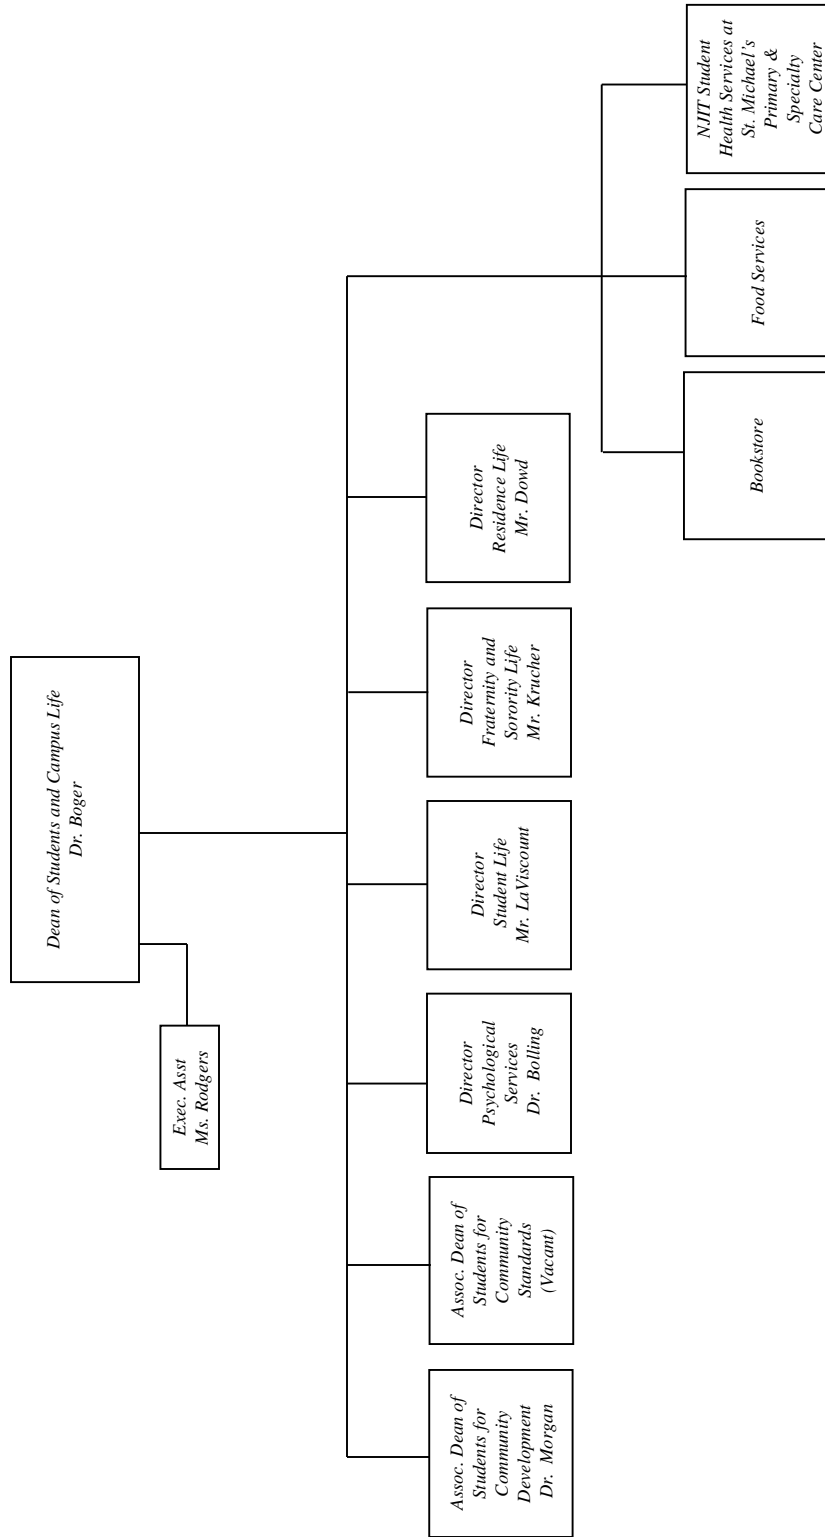 Dean of Students and Campus Life
Dr. Boger
Exec. Asst
Ms. Rodgers
Assoc. Dean of
Students for
Community
Development
Dr. Morgan
Assoc. Dean of
Students for
Community
Standards
(Vacant)
Director
Psychological
Services
Dr. Bolling
Director
Student Life
Mr. LaViscount
Director
Fraternity and
Sorority Life
Mr. Krucher
Director
Residence Life
Mr. Dowd
Bookstore
Food Services
NJIT Student
Health Services at
St. Michael's
Primary &
Specialty
Care Center